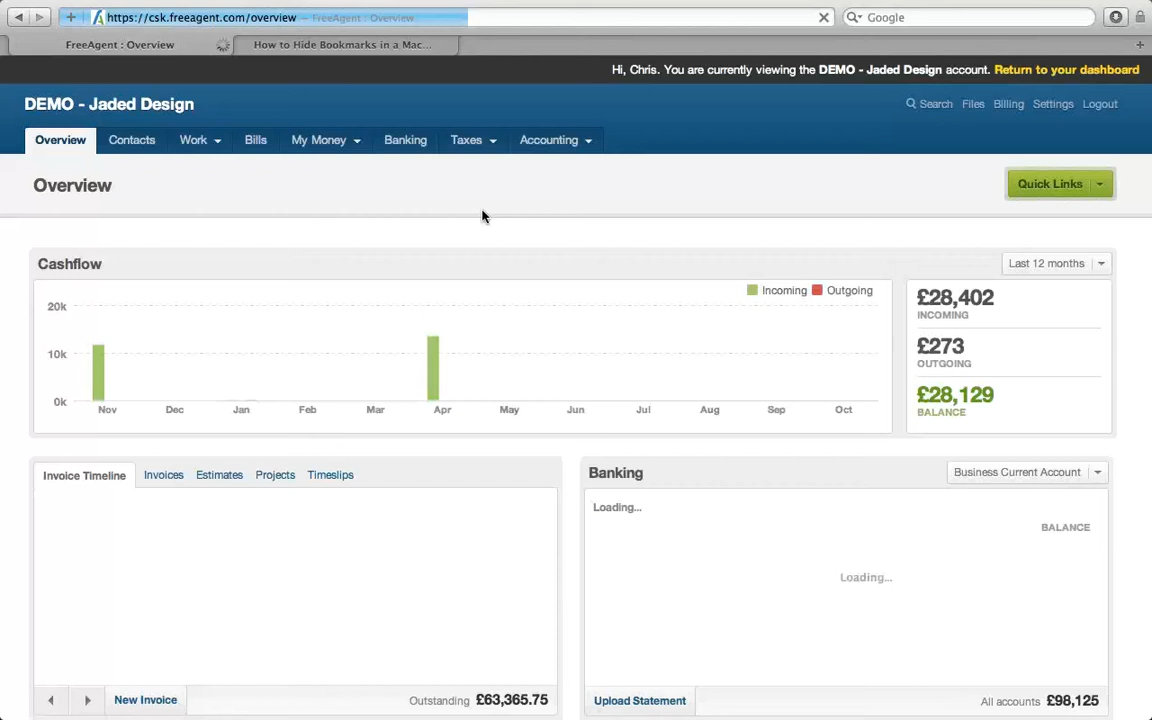 https://csk.freeagent.com/overview – FreeAgent : Overview
Google
FreeAgent : Overview
How to Hide Bookmarks in a Mac...
Hi, Chris. You are currently viewing the DEMO - Jaded Design account. Return to your dashboard
DEMO - Jaded Design
Search Files Billing Settings Logout
Overview Contacts Work Bills My Money Banking Taxes Accounting
Overview
Quick Links
Cashflow
Last 12 months
Incoming Outgoing
20k
10k
0k
Nov Dec Jan Feb Mar Apr May Jun Jul Aug Sep Oct
£28,402
INCOMING
£273
OUTGOING
£28,129
BALANCE
Invoice Timeline Invoices Estimates Projects Timeslips
New Invoice
Outstanding £63,365.75
Banking
Business Current Account
Loading...
BALANCE
Loading...
Upload Statement
All accounts £98,125